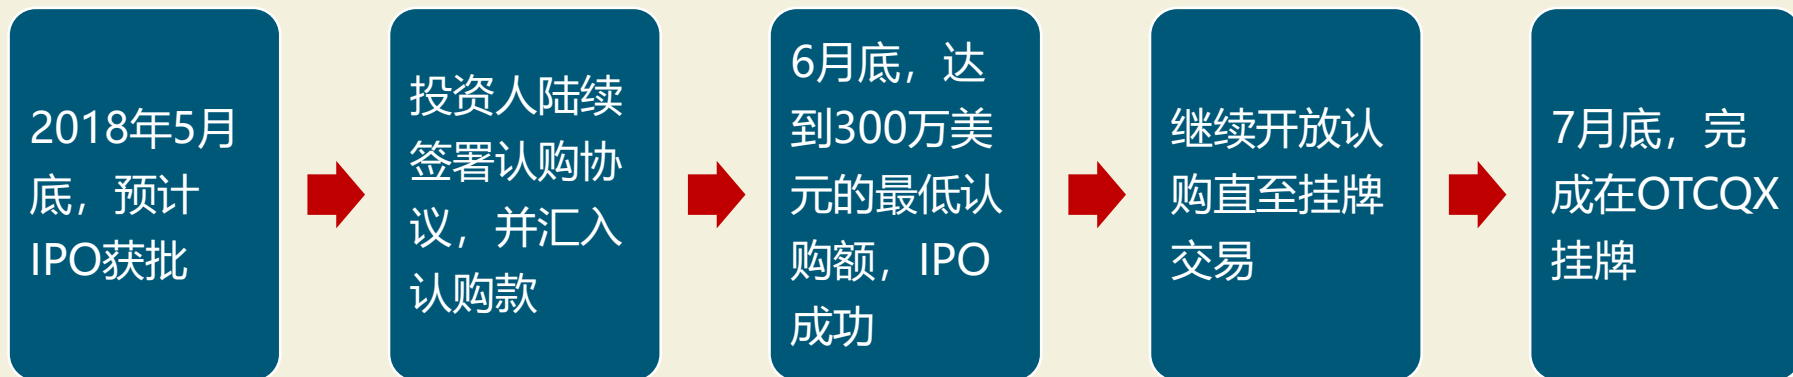 2018年5月
底，预计
IPO获批
投资人陆续
签署认购协
议，并汇入
认购款
6月底，达
到300万美
元的最低认
购额，IPO
成功
继续开放认
购直至挂牌
交易
7月底，完
成在OTCQX
挂牌